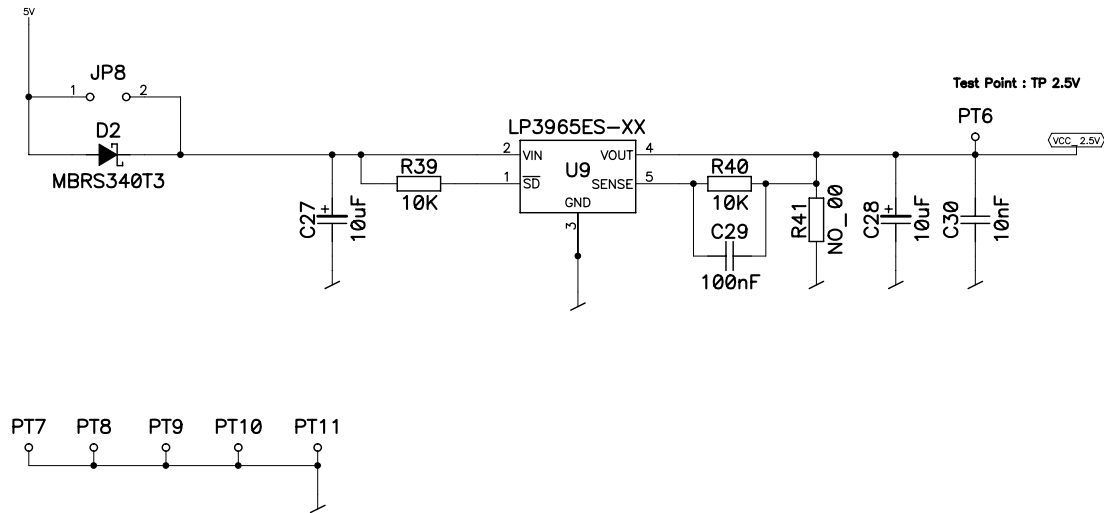 5V
JP8
1
2
D2
MBRS340T3
C27
+
10uF
R39
10K
LP3965ES-XX
2
VIN
VOUT
4
U9
1
SD
SENSE
5
GND
3
R40
10K
C29
100nF
R41
NO_00
C28
+
10uF
C30
10nF
Test Point : TP 2.5V
PT6
VCC_2.5V
PT7
PT8
PT9
PT10
PT11